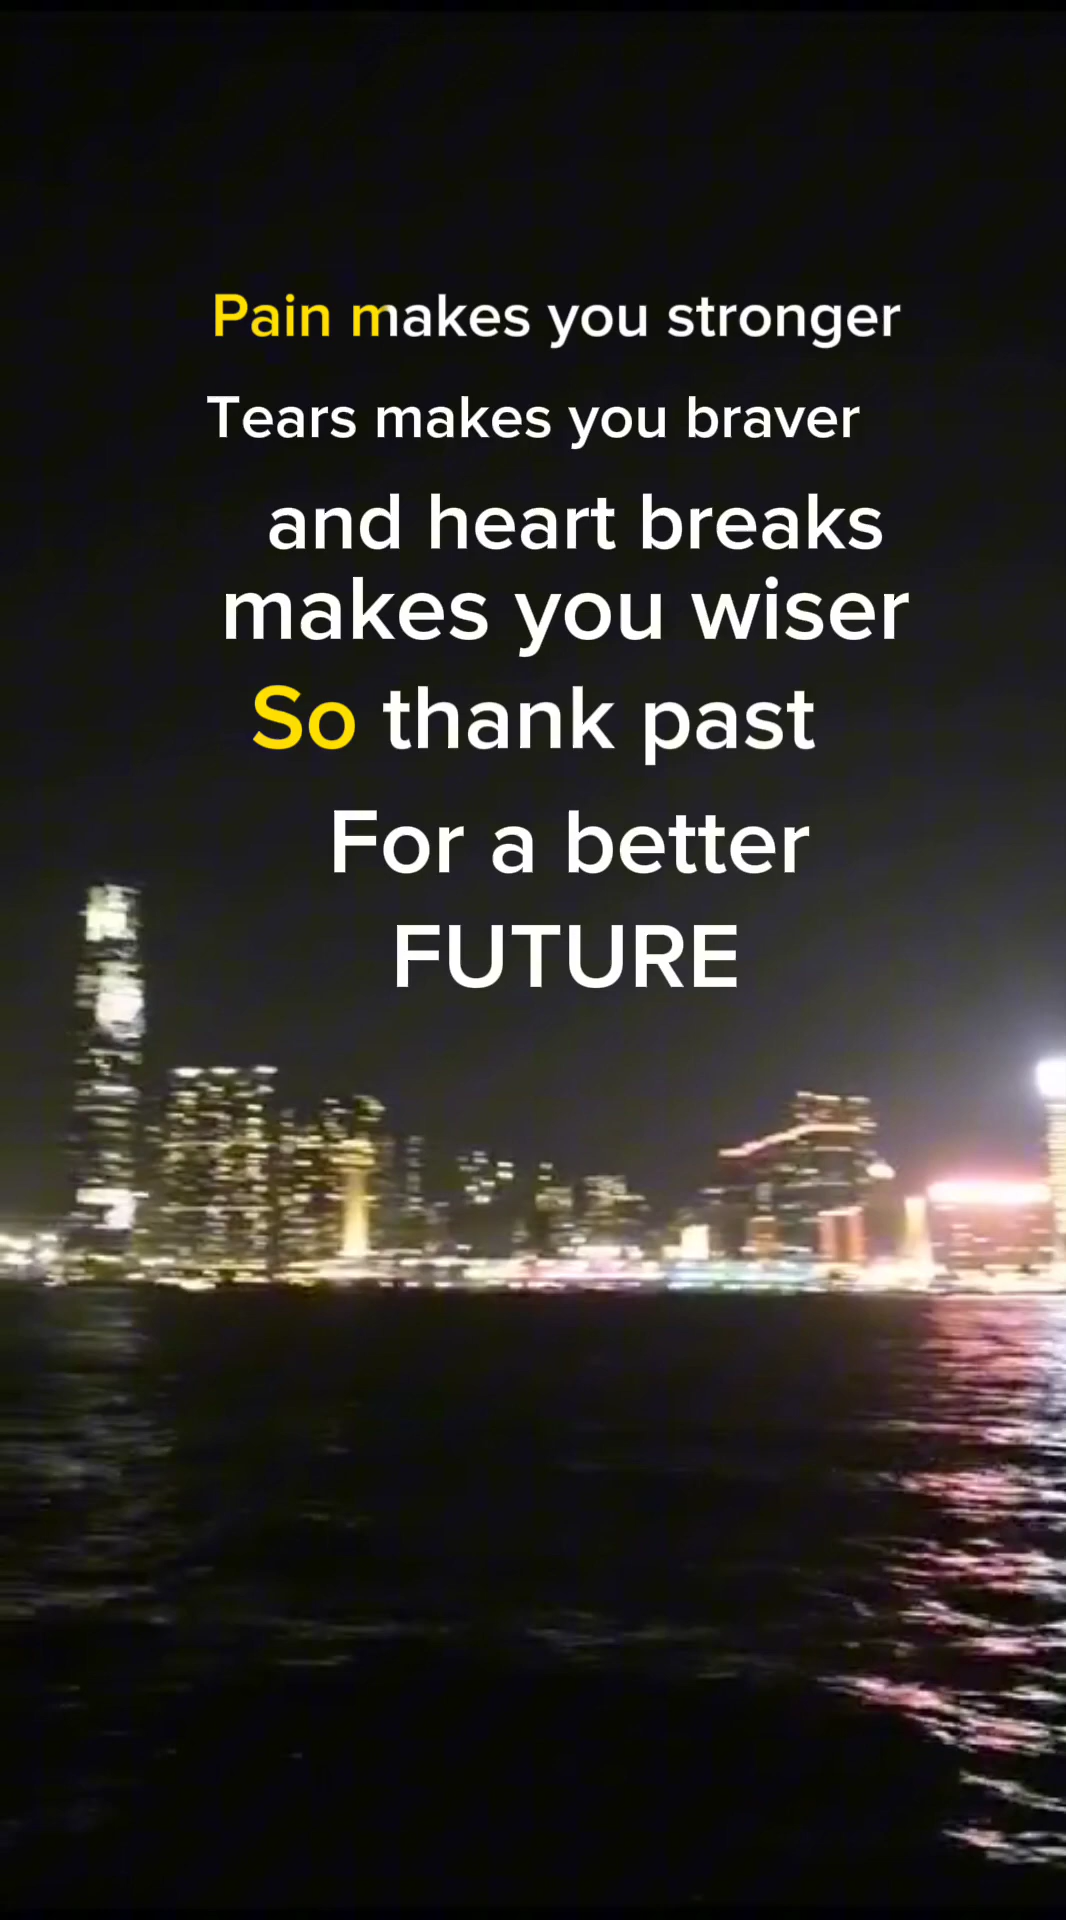 Pain makes you stronger
Tears makes you braver
and heart breaks
makes you wiser
So thank past
For a better
FUTURE